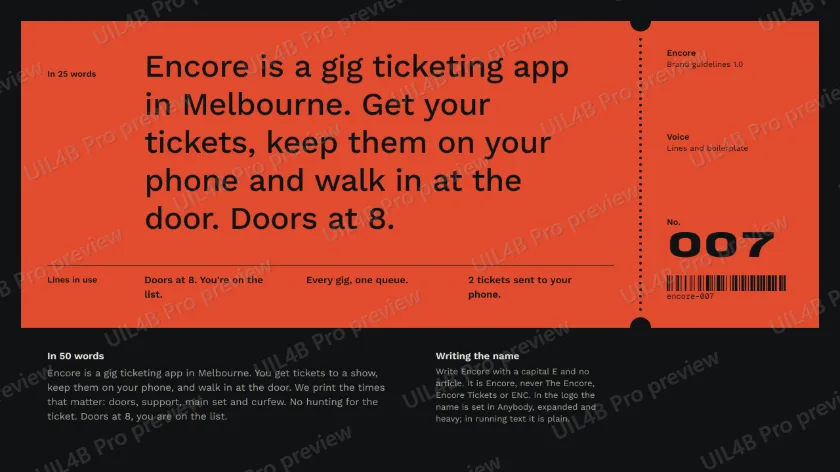 In 25 words
Encore is a gig ticketing app
in Melbourne. Get your
tickets, keep them on your
phone and walk in at the
door. Doors at 8.
Lines in use
Doors at 8. You're on the
list.
Every gig, one queue.
2 tickets sent to your
phone.
Encore
Brand guidelines 1.0
Voice
Lines and boilerplate
No.
007
encore-007
In 50 words
Encore is a gig ticketing app in Melbourne. You get tickets to a show,
keep them on your phone, and walk in at the door. We print the times
that matter: doors, support, main set and curfew. No hunting for the
ticket. Doors at 8, you are on the list.
Writing the name
Write Encore with a capital E and no
article. It is Encore, never The Encore,
Encore Tickets or ENC. In the logo the
name is set in Anybody, expanded and
heavy; in running text it is plain.
UIL4B Pro preview